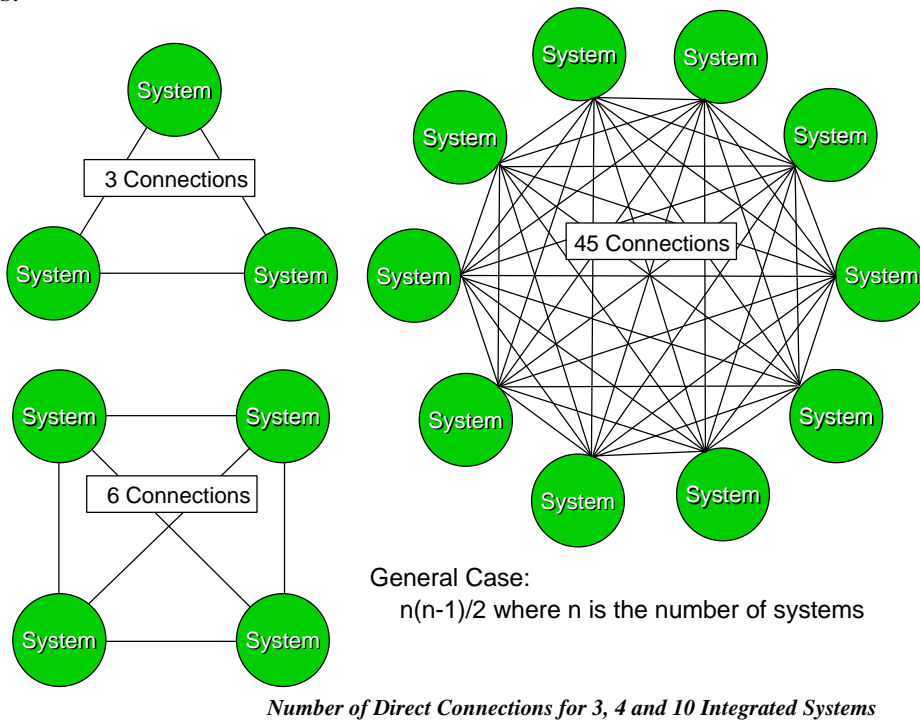 System
3 Connections
System
System
System
System
6 Connections
System
System
System
System
System
System
45 Connections
System
System
System
System
System
System
General Case:
n(n-1)/2 where n is the number of systems
Number of Direct Connections for 3, 4 and 10 Integrated Systems